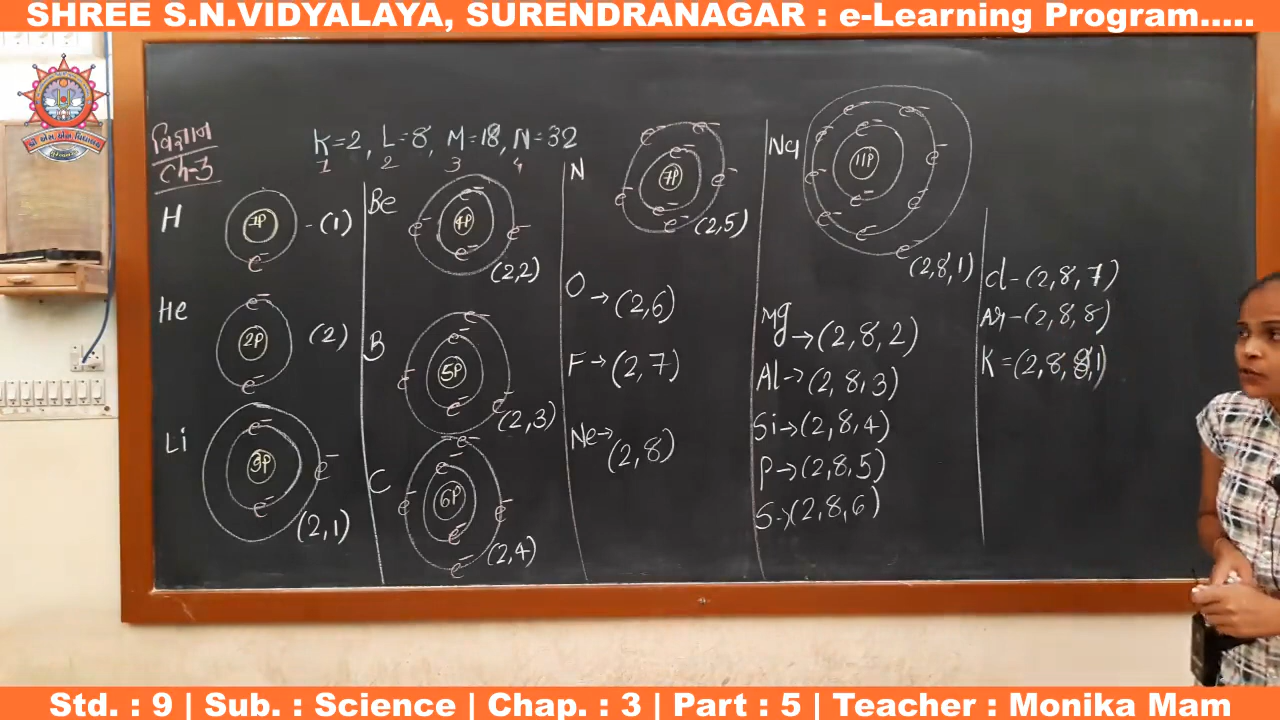 SHREE S.N.VIDYALAYA, SURENDRANAGAR : e-Learning Program.....
विज्ञान
Ch-3
K=2, L=8, M=18, N=32
1 2 3 4
H
1P
e⁻
- (1)
He
e⁻
2P
e⁻
(2)
Li
e⁻
3P
e⁻
e⁻
(2,1)
Be
e⁻
e⁻ 4P e⁻
e⁻
(2,2)
B
e⁻
e⁻
e⁻ 5P
e⁻ e⁻
(2,3)
C
e⁻
e⁻
e⁻ 6P e⁻
e⁻
e⁻
(2,4)
N
e⁻ e⁻
e⁻
7P e⁻
e⁻ e⁻
e⁻ (2,5)
O → (2,6)
F → (2,7)
Ne → (2,8)
Na
e⁻ e⁻
e⁻ e⁻
11P e⁻
e⁻ e⁻
e⁻ e⁻
e⁻ e⁻
(2,8,1)
Mg → (2,8,2)
Al → (2,8,3)
Si → (2,8,4)
P → (2,8,5)
S → (2,8,6)
Cl - (2,8,7)
Ar - (2,8,8)
K = (2,8,8,1)
Std. : 9 | Sub. : Science | Chap. : 3 | Part : 5 | Teacher : Monika Mam